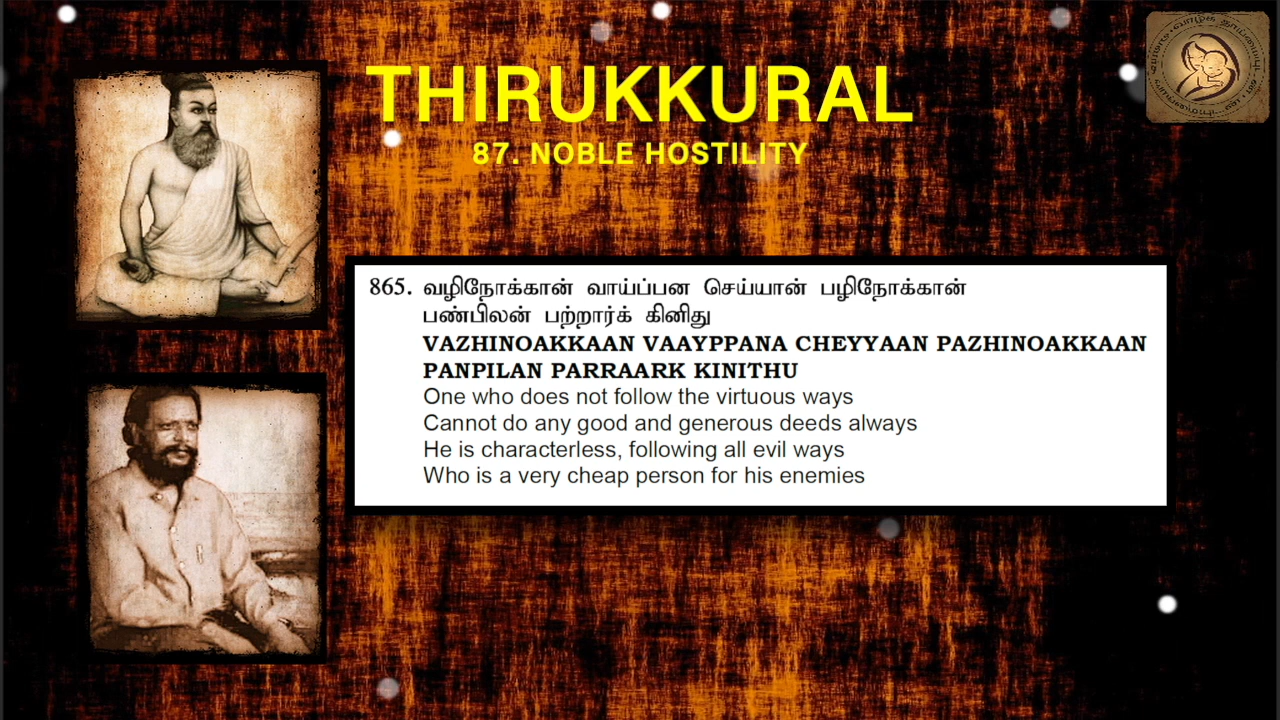 THIRUKKURAL
87. NOBLE HOSTILITY
865. வழிநோக்கான் வாய்ப்பன செய்யான் பழிநோக்கான்
பண்பிலன் பற்றார்க் கினிது
VAZHINOAKKAAN VAAYPPANA CHEYYAAN PAZHINOAKKAAN
PANPILAN PARRAARK KINITHU
One who does not follow the virtuous ways
Cannot do any good and generous deeds always
He is characterless, following all evil ways
Who is a very cheap person for his enemies